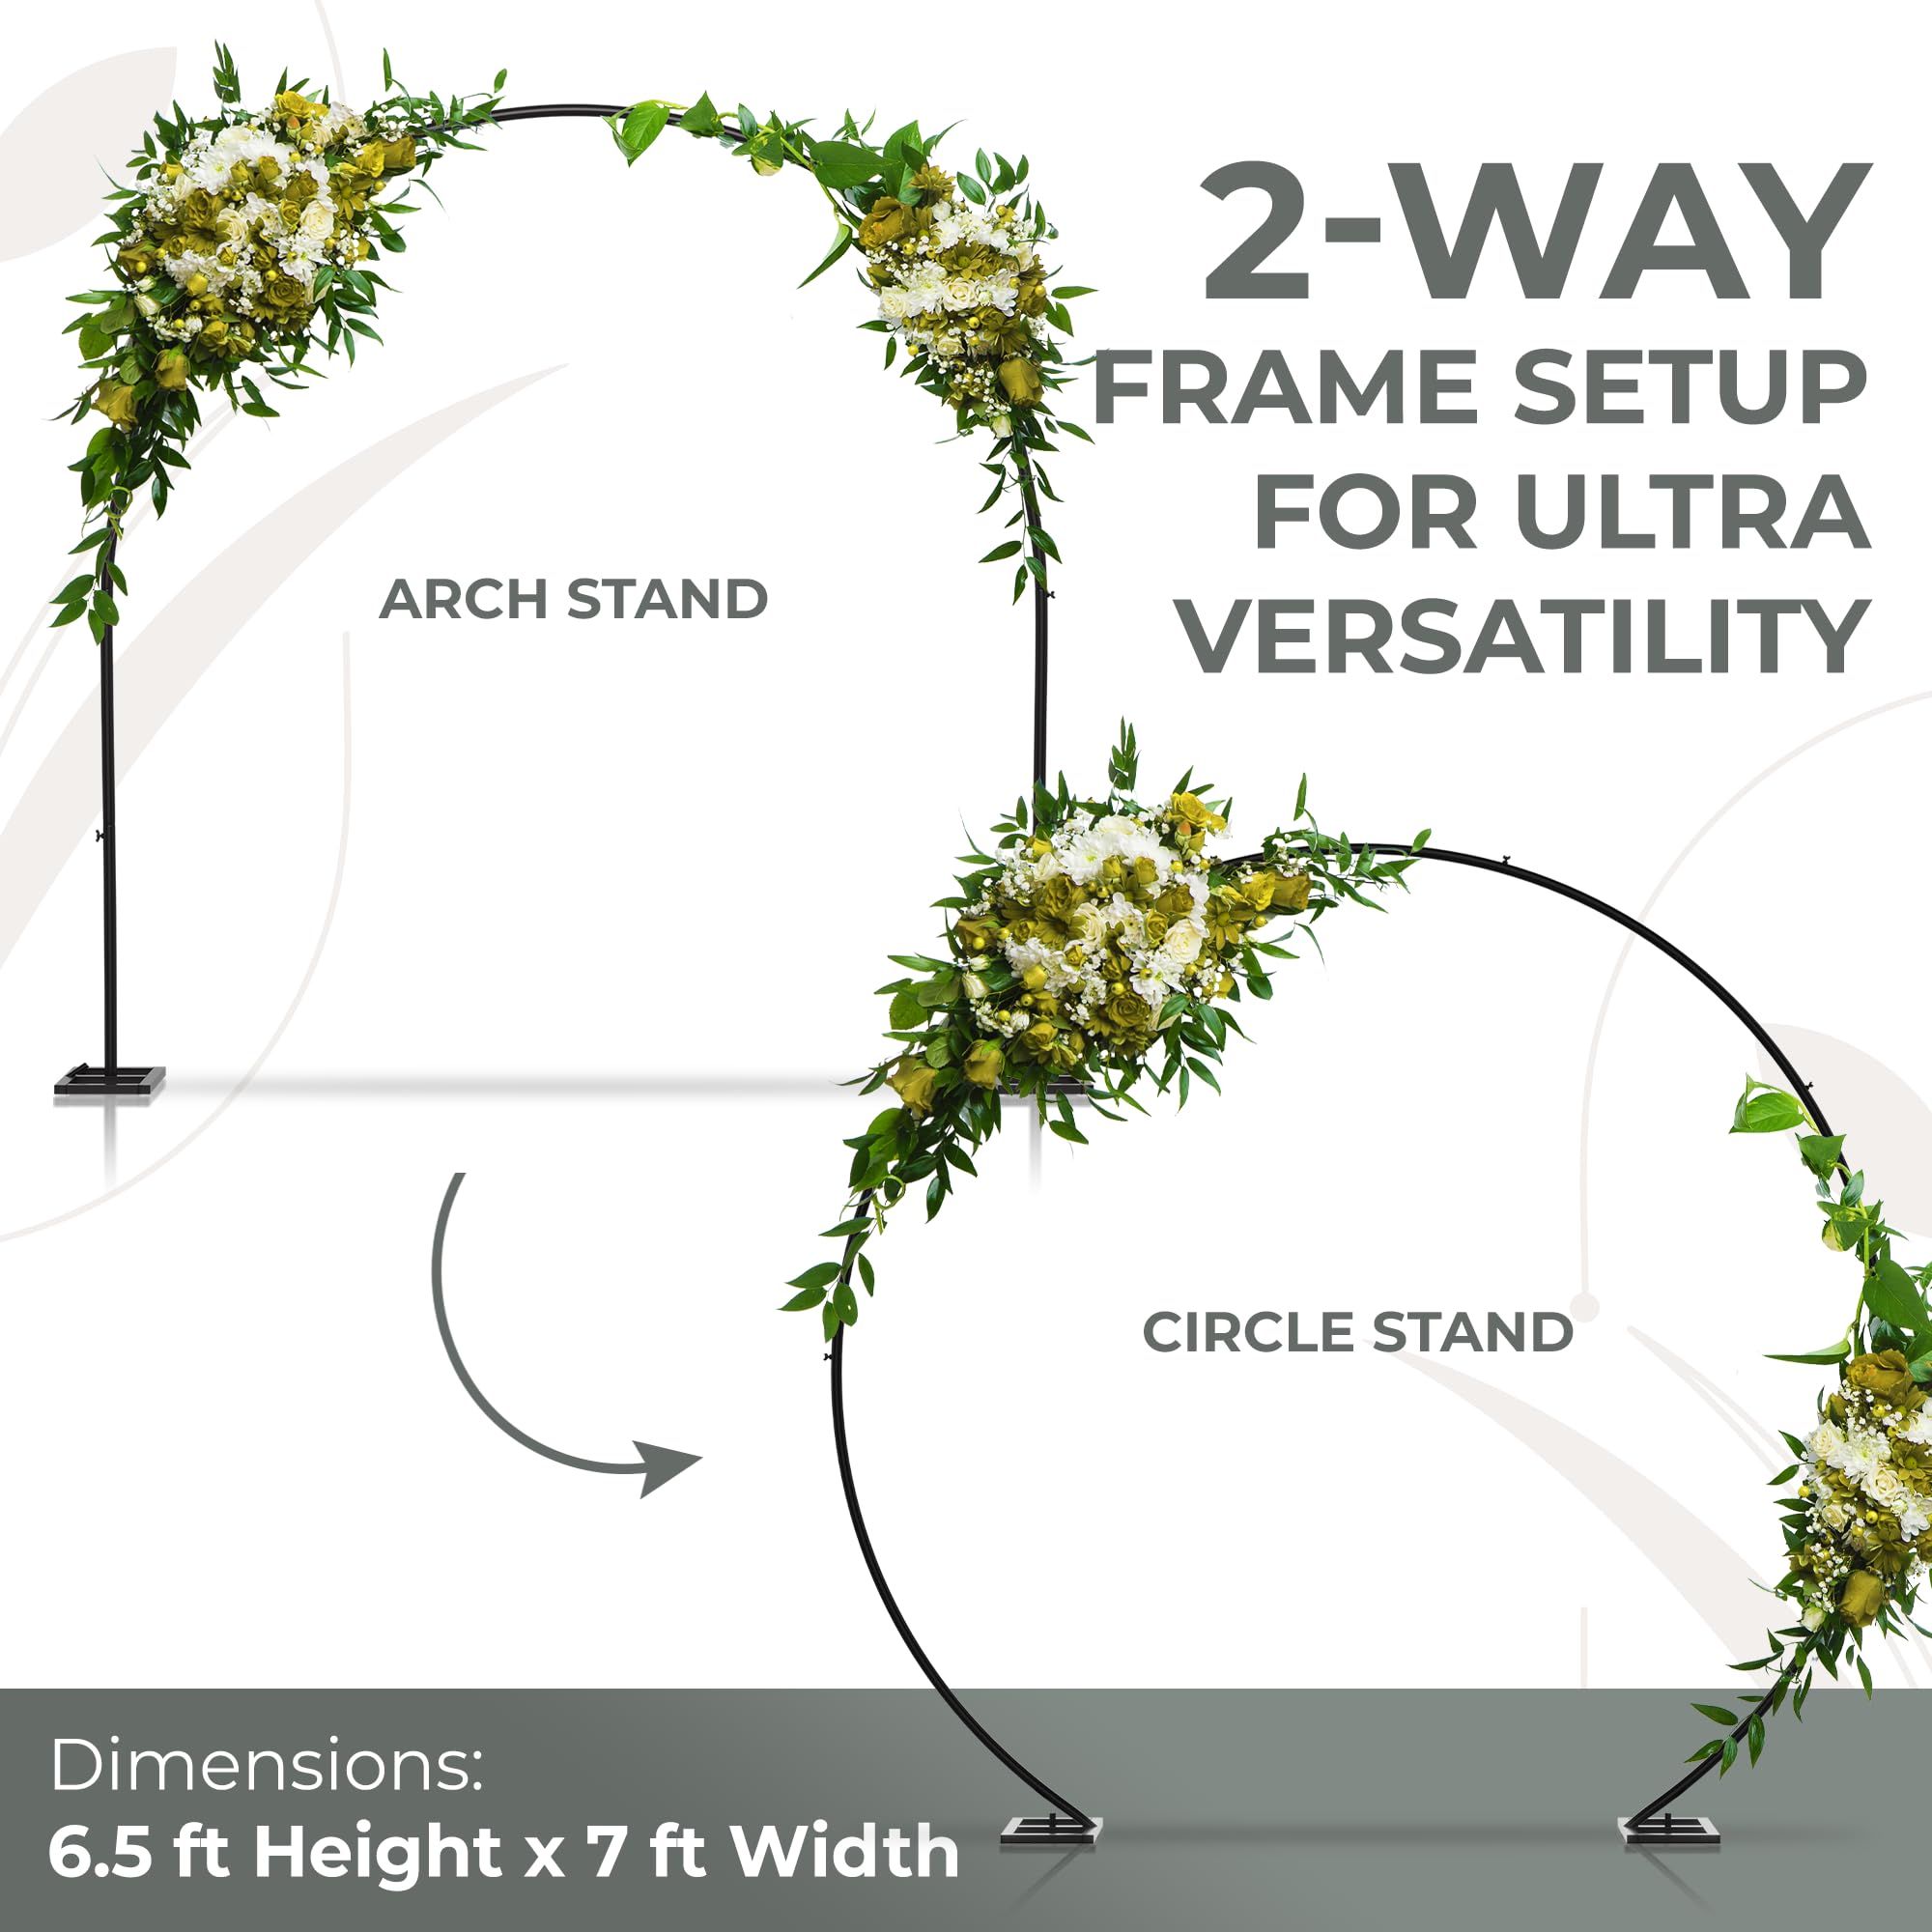 2-WAY
FRAME SETUP
FOR ULTRA
VERSATILITY
ARCH STAND
CIRCLE STAND
Dimensions:
6.5 ft Height x 7 ft Width